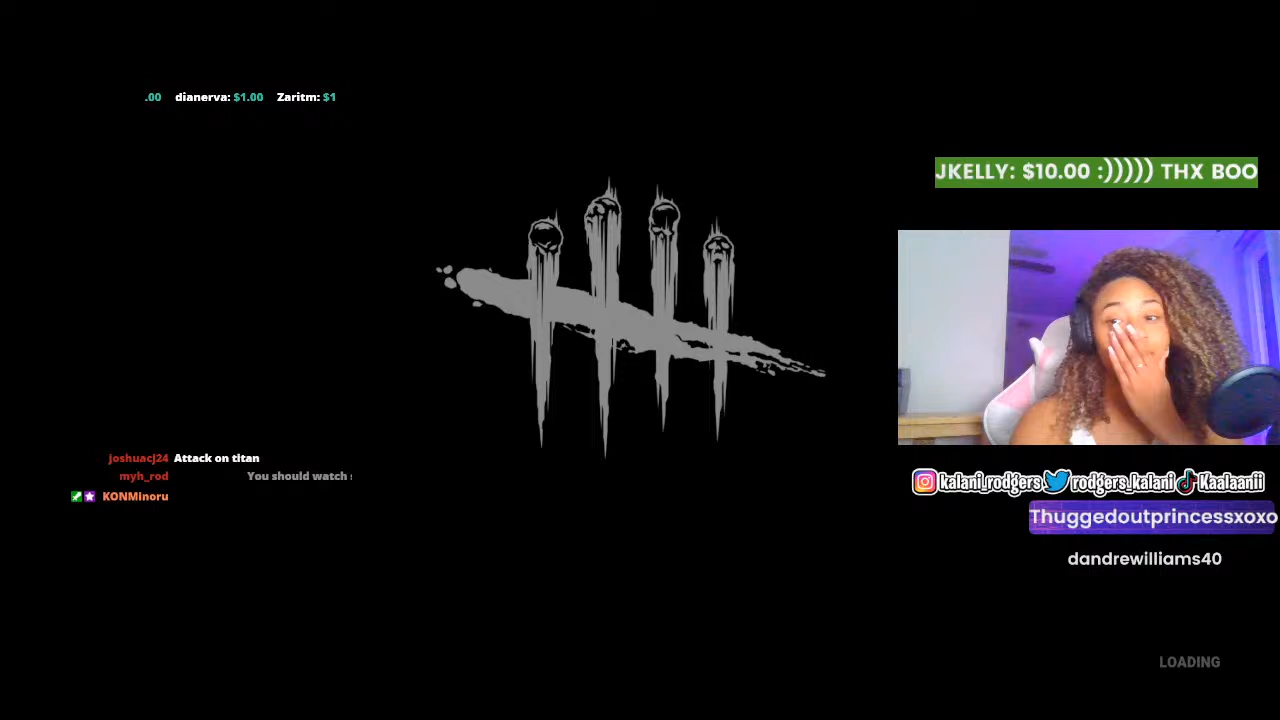 .00 dianerva: $1.00 Zaritm: $1
JKELLY: $10.00 :))))) THX BOO
joshuacj24 Attack on titan
myh_rod You should watch
KONMinoru
kalani_rodgers rodgers_kalani Kaalaanii
Thuggedoutprincessxoxo
dandrewilliams40
LOADING